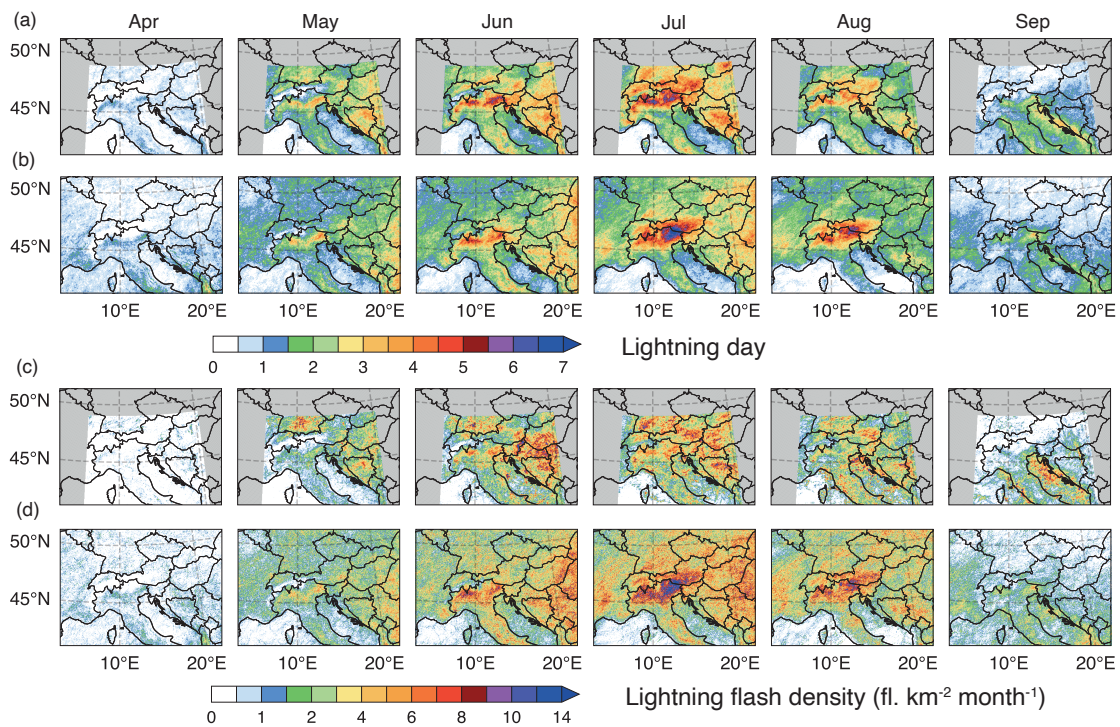 (a) Apr May Jun Jul Aug Sep
50°N
45°N
(b)
50°N
45°N
10°E 20°E 10°E 20°E 10°E 20°E 10°E 20°E 10°E 20°E 10°E 20°E
0 1 2 3 4 5 6 7 Lightning day
(c)
50°N
45°N
(d)
50°N
45°N
10°E 20°E 10°E 20°E 10°E 20°E 10°E 20°E 10°E 20°E 10°E 20°E
0 1 2 4 6 8 10 14 Lightning flash density (fl. km⁻² month⁻¹)